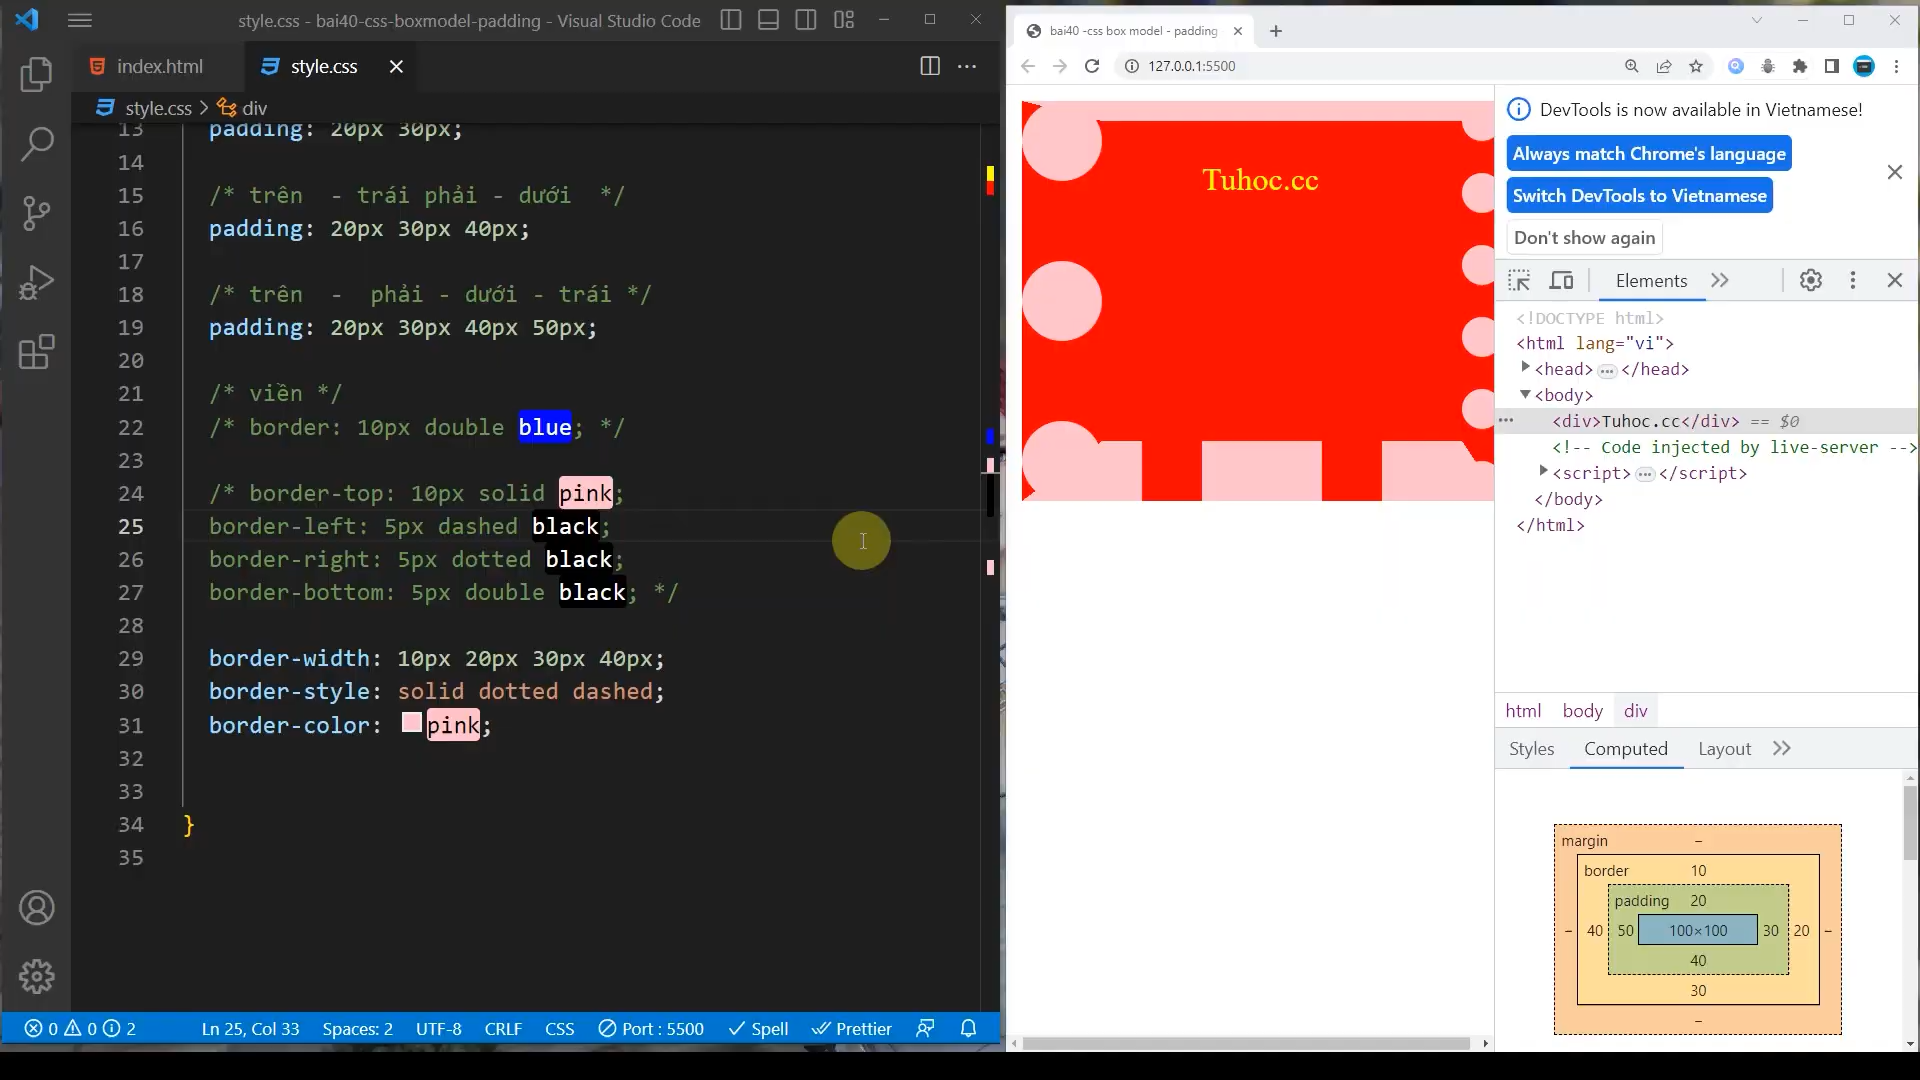 style.css - bai40-css-boxmodel-padding - Visual Studio Code
index.html
style.css
style.css > div
13 padding: 20px 30px;
14
15 /* trên  - trái phải - dưới  */
16 padding: 20px 30px 40px;
17
18 /* trên  -  phải - dưới - trái */
19 padding: 20px 30px 40px 50px;
20
21 /* viền */
22 /* border: 10px double blue; */
23
24 /* border-top: 10px solid pink;
25 border-left: 5px dashed black;
26 border-right: 5px dotted black;
27 border-bottom: 5px double black; */
28
29 border-width: 10px 20px 30px 40px;
30 border-style: solid dotted dashed;
31 border-color: pink;
32
33
34 }
35
0 0 2 Ln 25, Col 33 Spaces: 2 UTF-8 CRLF CSS Port : 5500 Spell Prettier
bai40 -css box model - padding
127.0.0.1:5500
Tuhoc.cc
DevTools is now available in Vietnamese!
Always match Chrome's language
Switch DevTools to Vietnamese
Don't show again
Elements
<!DOCTYPE html>
<html lang="vi">
<head> … </head>
<body>
<div>Tuhoc.cc</div> == $0
<!-- Code injected by live-server -->
<script> … </script>
</body>
</html>
html body div
Styles Computed Layout
margin –
border 10
padding 20
– 40 50 100×100 30 20 –
40
30
–